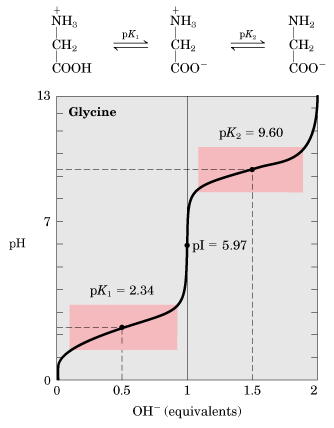 + +
NH₃ NH₃ NH₂
pK₁ pK₂
CH₂ CH₂ CH₂
COOH COO⁻ COO⁻
13
Glycine
pK₂ = 9.60
7
pH
pI = 5.97
pK₁ = 2.34
0
0 0.5 1 1.5 2
OH⁻ (equivalents)